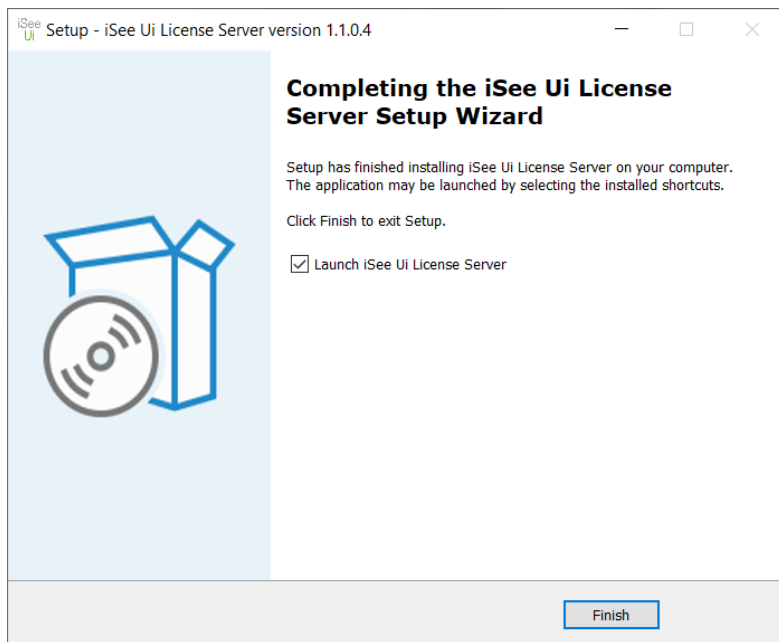 iSee
Ui
Setup - iSee Ui License Server version 1.1.0.4
Completing the iSee Ui License
Server Setup Wizard
Setup has finished installing iSee Ui License Server on your computer.
The application may be launched by selecting the installed shortcuts.
Click Finish to exit Setup.
Launch iSee Ui License Server
Finish